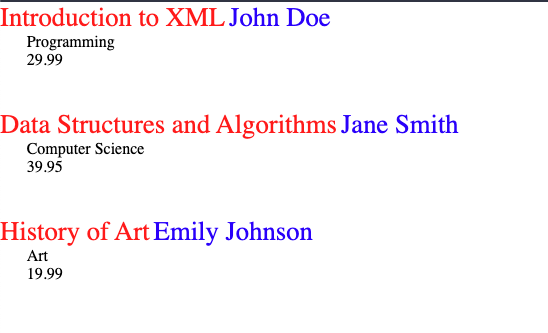 Introduction to XML John Doe
Programming
29.99
Data Structures and Algorithms Jane Smith
Computer Science
39.95
History of Art Emily Johnson
Art
19.99